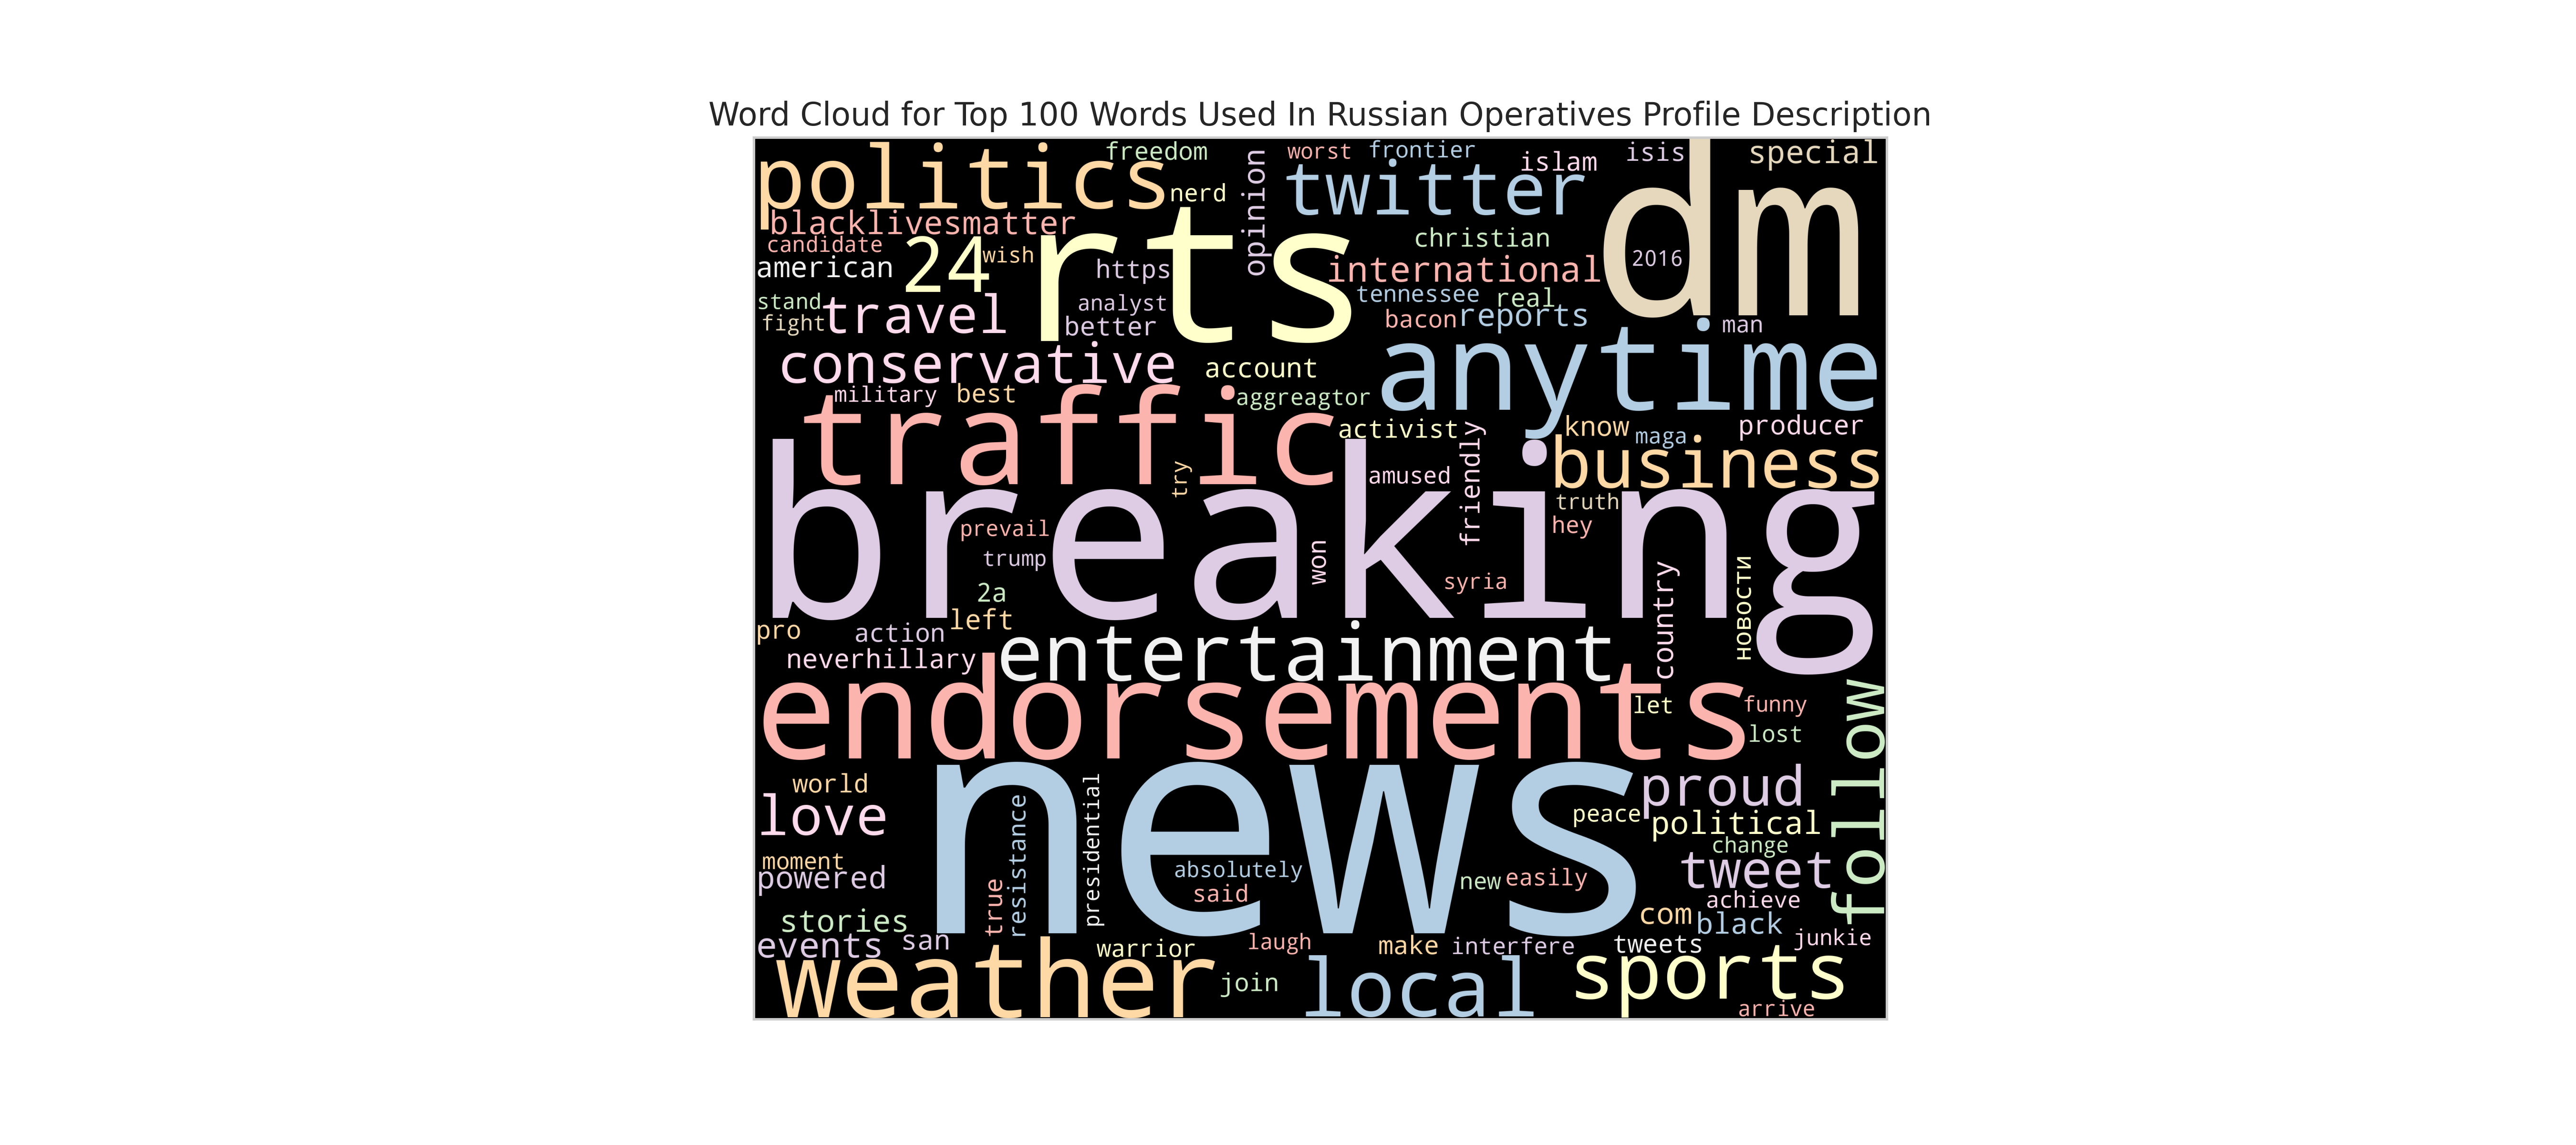 Word Cloud for Top 100 Words Used In Russian Operatives Profile Description
politics
freedom
nerd
opinion
worst
frontier
twitter
islam
isis
special
dm
blacklivesmatter
candidate
24
wish
rts
christian
2016
american
https
international
stand
fight
travel
analyst
better
tennessee
real
bacon
reports
man
anytime
conservative
account
military
best
aggreagtor
traffic
activist
friendly
know
maga
producer
business
try
amused
breaking
truth
hey
prevail
trump
won
syria
country
новости
2a
left
pro
action
neverhillary
entertainment
endorsements
let
funny
lost
follow
world
love
news
proud
peace
political
change
moment
powered
true
resistance
presidential
absolutely
said
new
easily
tweet
achieve
com
black
stories
events
san
warrior
laugh
make
interfere
tweets
junkie
weather
join
local
sports
arrive